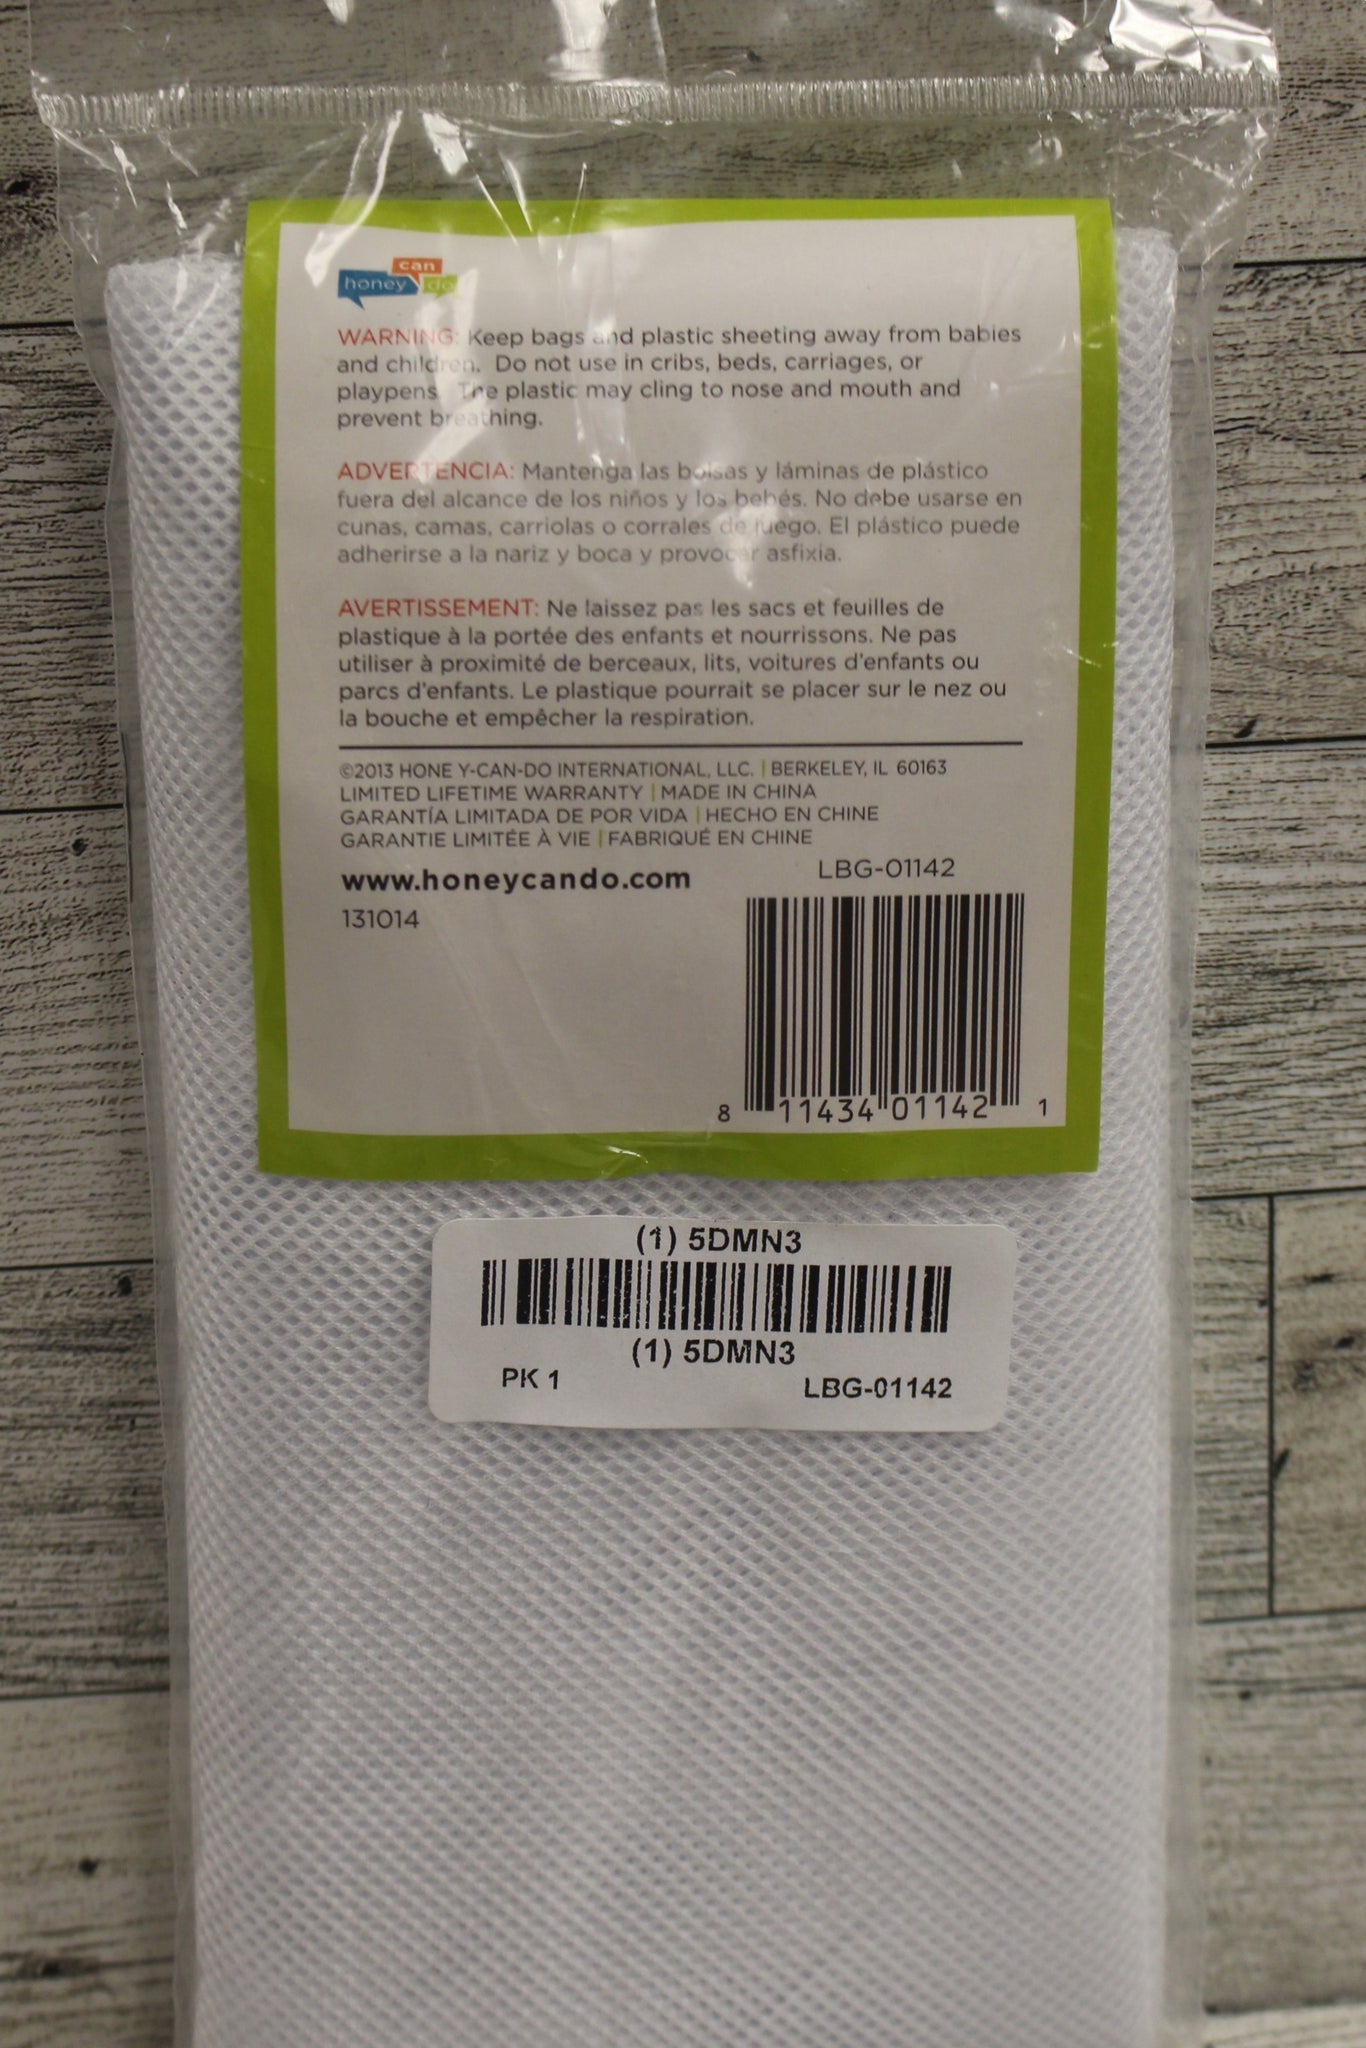 honey can do
WARNING: Keep bags and plastic sheeting away from babies
and children. Do not use in cribs, beds, carriages, or
playpens. The plastic may cling to nose and mouth and
prevent breathing.
ADVERTENCIA: Mantenga las bolsas y láminas de plástico
fuera del alcance de los niños y los bebés. No debe usarse en
cunas, camas, carriolas o corrales de juego. El plástico puede
adherirse a la nariz y boca y provocar asfixia.
AVERTISSEMENT: Ne laissez pas les sacs et feuilles de
plastique à la portée des enfants et nourrissons. Ne pas
utiliser à proximité de berceaux, lits, voitures d'enfants ou
parcs d'enfants. Le plastique pourrait se placer sur le nez ou
la bouche et empêcher la respiration.
©2013 HONE Y-CAN-DO INTERNATIONAL, LLC. | BERKELEY, IL 60163
LIMITED LIFETIME WARRANTY | MADE IN CHINA
GARANTÍA LIMITADA DE POR VIDA | HECHO EN CHINE
GARANTIE LIMITÉE À VIE | FABRIQUÉ EN CHINE
www.honeycando.com
131014
LBG-01142
8 11434 01142 1
(1) 5DMN3
(1) 5DMN3
PK 1 LBG-01142